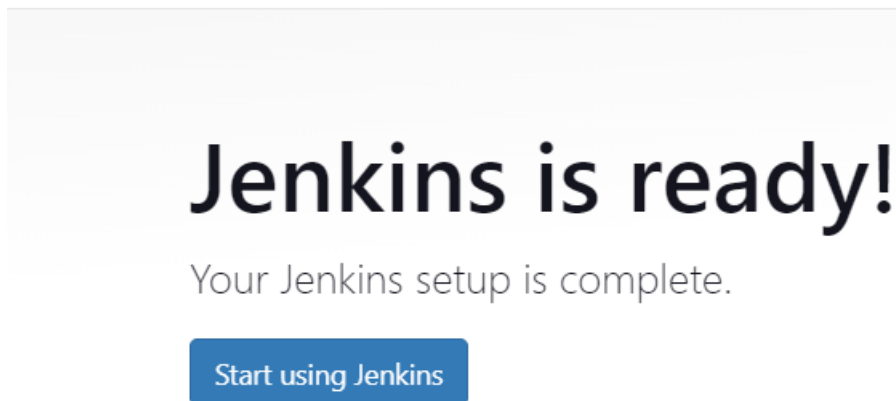 Jenkins is ready!
Your Jenkins setup is complete.
Start using Jenkins